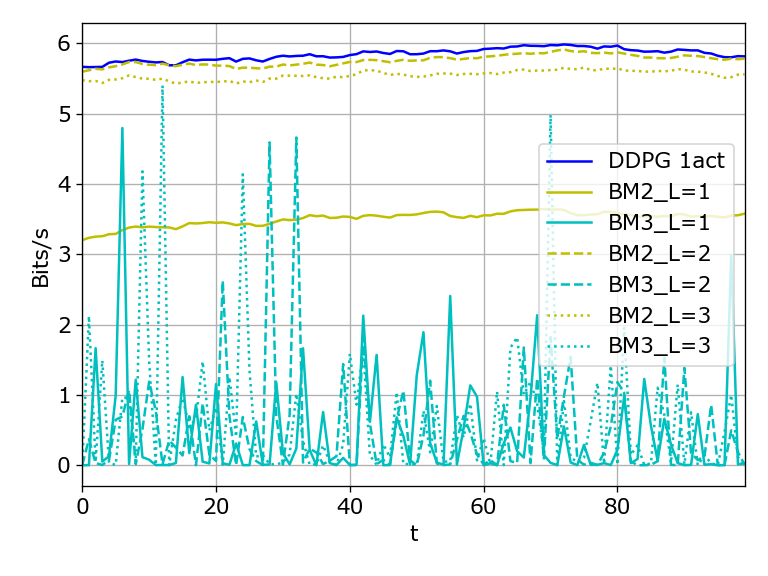 6
5
4
3
2
1
0
Bits/s
0
20
40
60
80
t
DDPG 1act
BM2_L=1
BM3_L=1
BM2_L=2
BM3_L=2
BM2_L=3
BM3_L=3